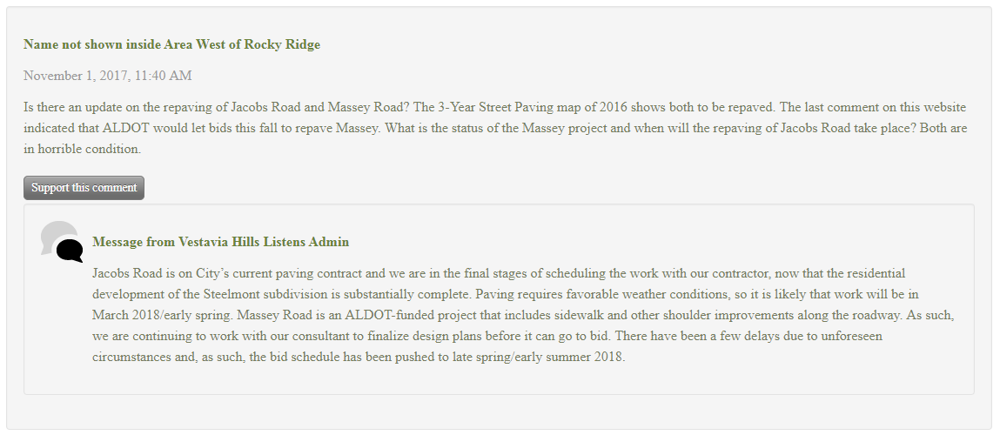 Name not shown inside Area West of Rocky Ridge
November 1, 2017, 11:40 AM
Is there an update on the repaving of Jacobs Road and Massey Road? The 3-Year Street Paving map of 2016 shows both to be repaved. The last comment on this website
indicated that ALDOT would let bids this fall to repave Massey. What is the status of the Massey project and when will the repaving of Jacobs Road take place? Both are
in horrible condition.
Support this comment
Message from Vestavia Hills Listens Admin
Jacobs Road is on City’s current paving contract and we are in the final stages of scheduling the work with our contractor, now that the residential
development of the Steelmont subdivision is substantially complete. Paving requires favorable weather conditions, so it is likely that work will be in
March 2018/early spring. Massey Road is an ALDOT-funded project that includes sidewalk and other shoulder improvements along the roadway. As such,
we are continuing to work with our consultant to finalize design plans before it can go to bid. There have been a few delays due to unforeseen
circumstances and, as such, the bid schedule has been pushed to late spring/early summer 2018.